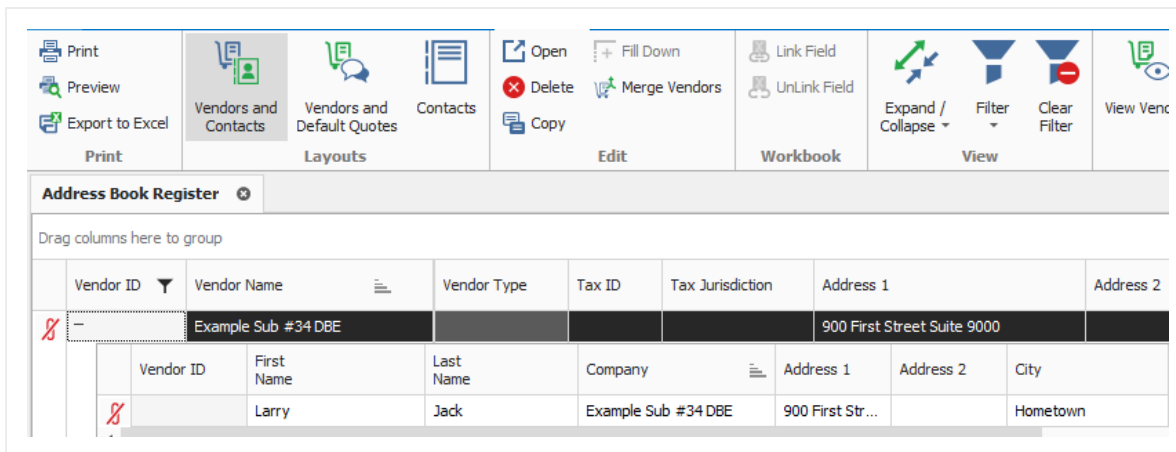 Print
Preview
Export to Excel
Print
Vendors and
Contacts
Vendors and
Default Quotes
Contacts
Layouts
Open
Delete
Copy
Fill Down
Merge Vendors
Edit
Link Field
UnLink Field
Workbook
Expand /
Collapse
Filter
Clear
Filter
View
View Vend
Address Book Register
Drag columns here to group
Vendor ID Vendor Name Vendor Type Tax ID Tax Jurisdiction Address 1 Address 2
– Example Sub #34 DBE 900 First Street Suite 9000
Vendor ID First Name Last Name Company Address 1 Address 2 City
Larry Jack Example Sub #34 DBE 900 First Str... Hometown